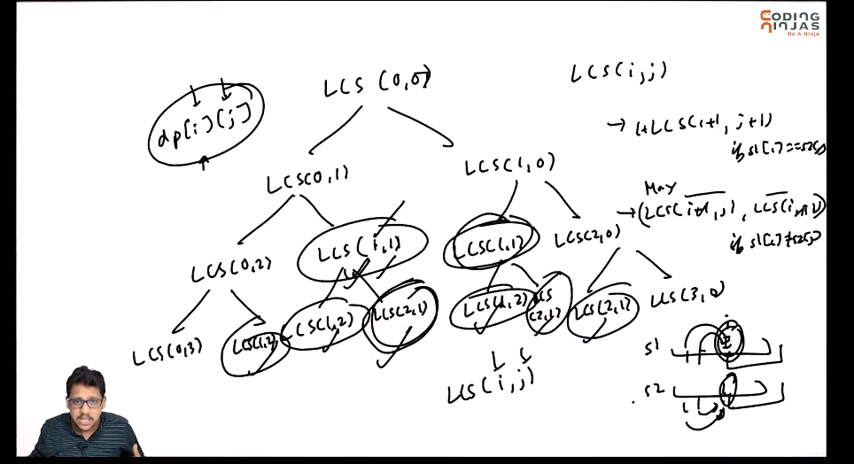 CODING
NINJAS
Be A Ninja
LCS (0,0)
LCS(i,j)
dp[i][j]
→ 1+LCS(i+1, j+1)
if s1[i]==s2[j]
LCS(0,1)
LCS(1,0)
Max
→ (LCS(i+1,j), LCS(i,j+1))
if s1[i]≠s2[j]
LCS(0,2)
LCS(1,1)
LCS(1,1)
LCS(2,0)
LCS(0,3)
LCS(1,2)
LCS(1,2)
LCS(2,1)
LCS(1,2)
LCS
(2,1)
LCS(2,1)
LCS(3,0)
LCS(i,j)
S1
S2